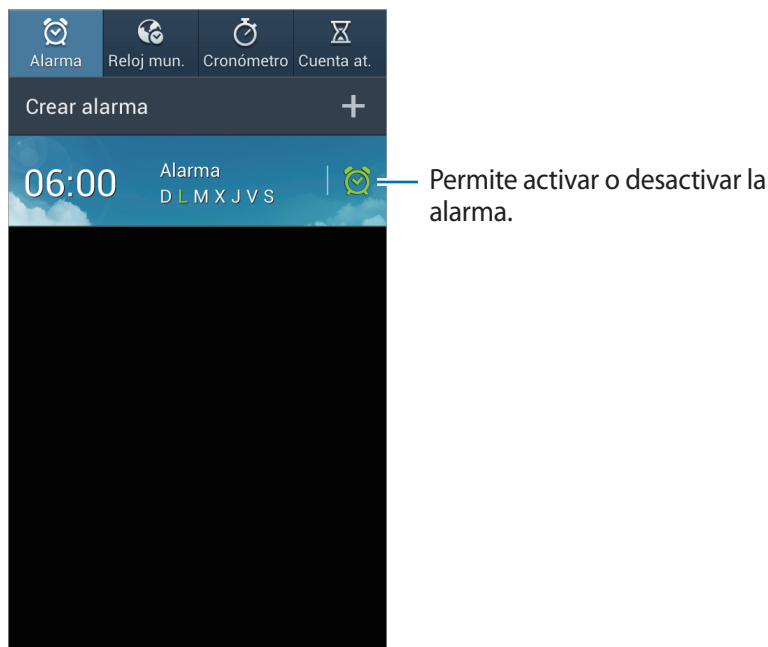 Alarma Reloj mun. Cronómetro Cuenta at.
Crear alarma
06:00
Alarma
D L M X J V S
Permite activar o desactivar la
alarma.